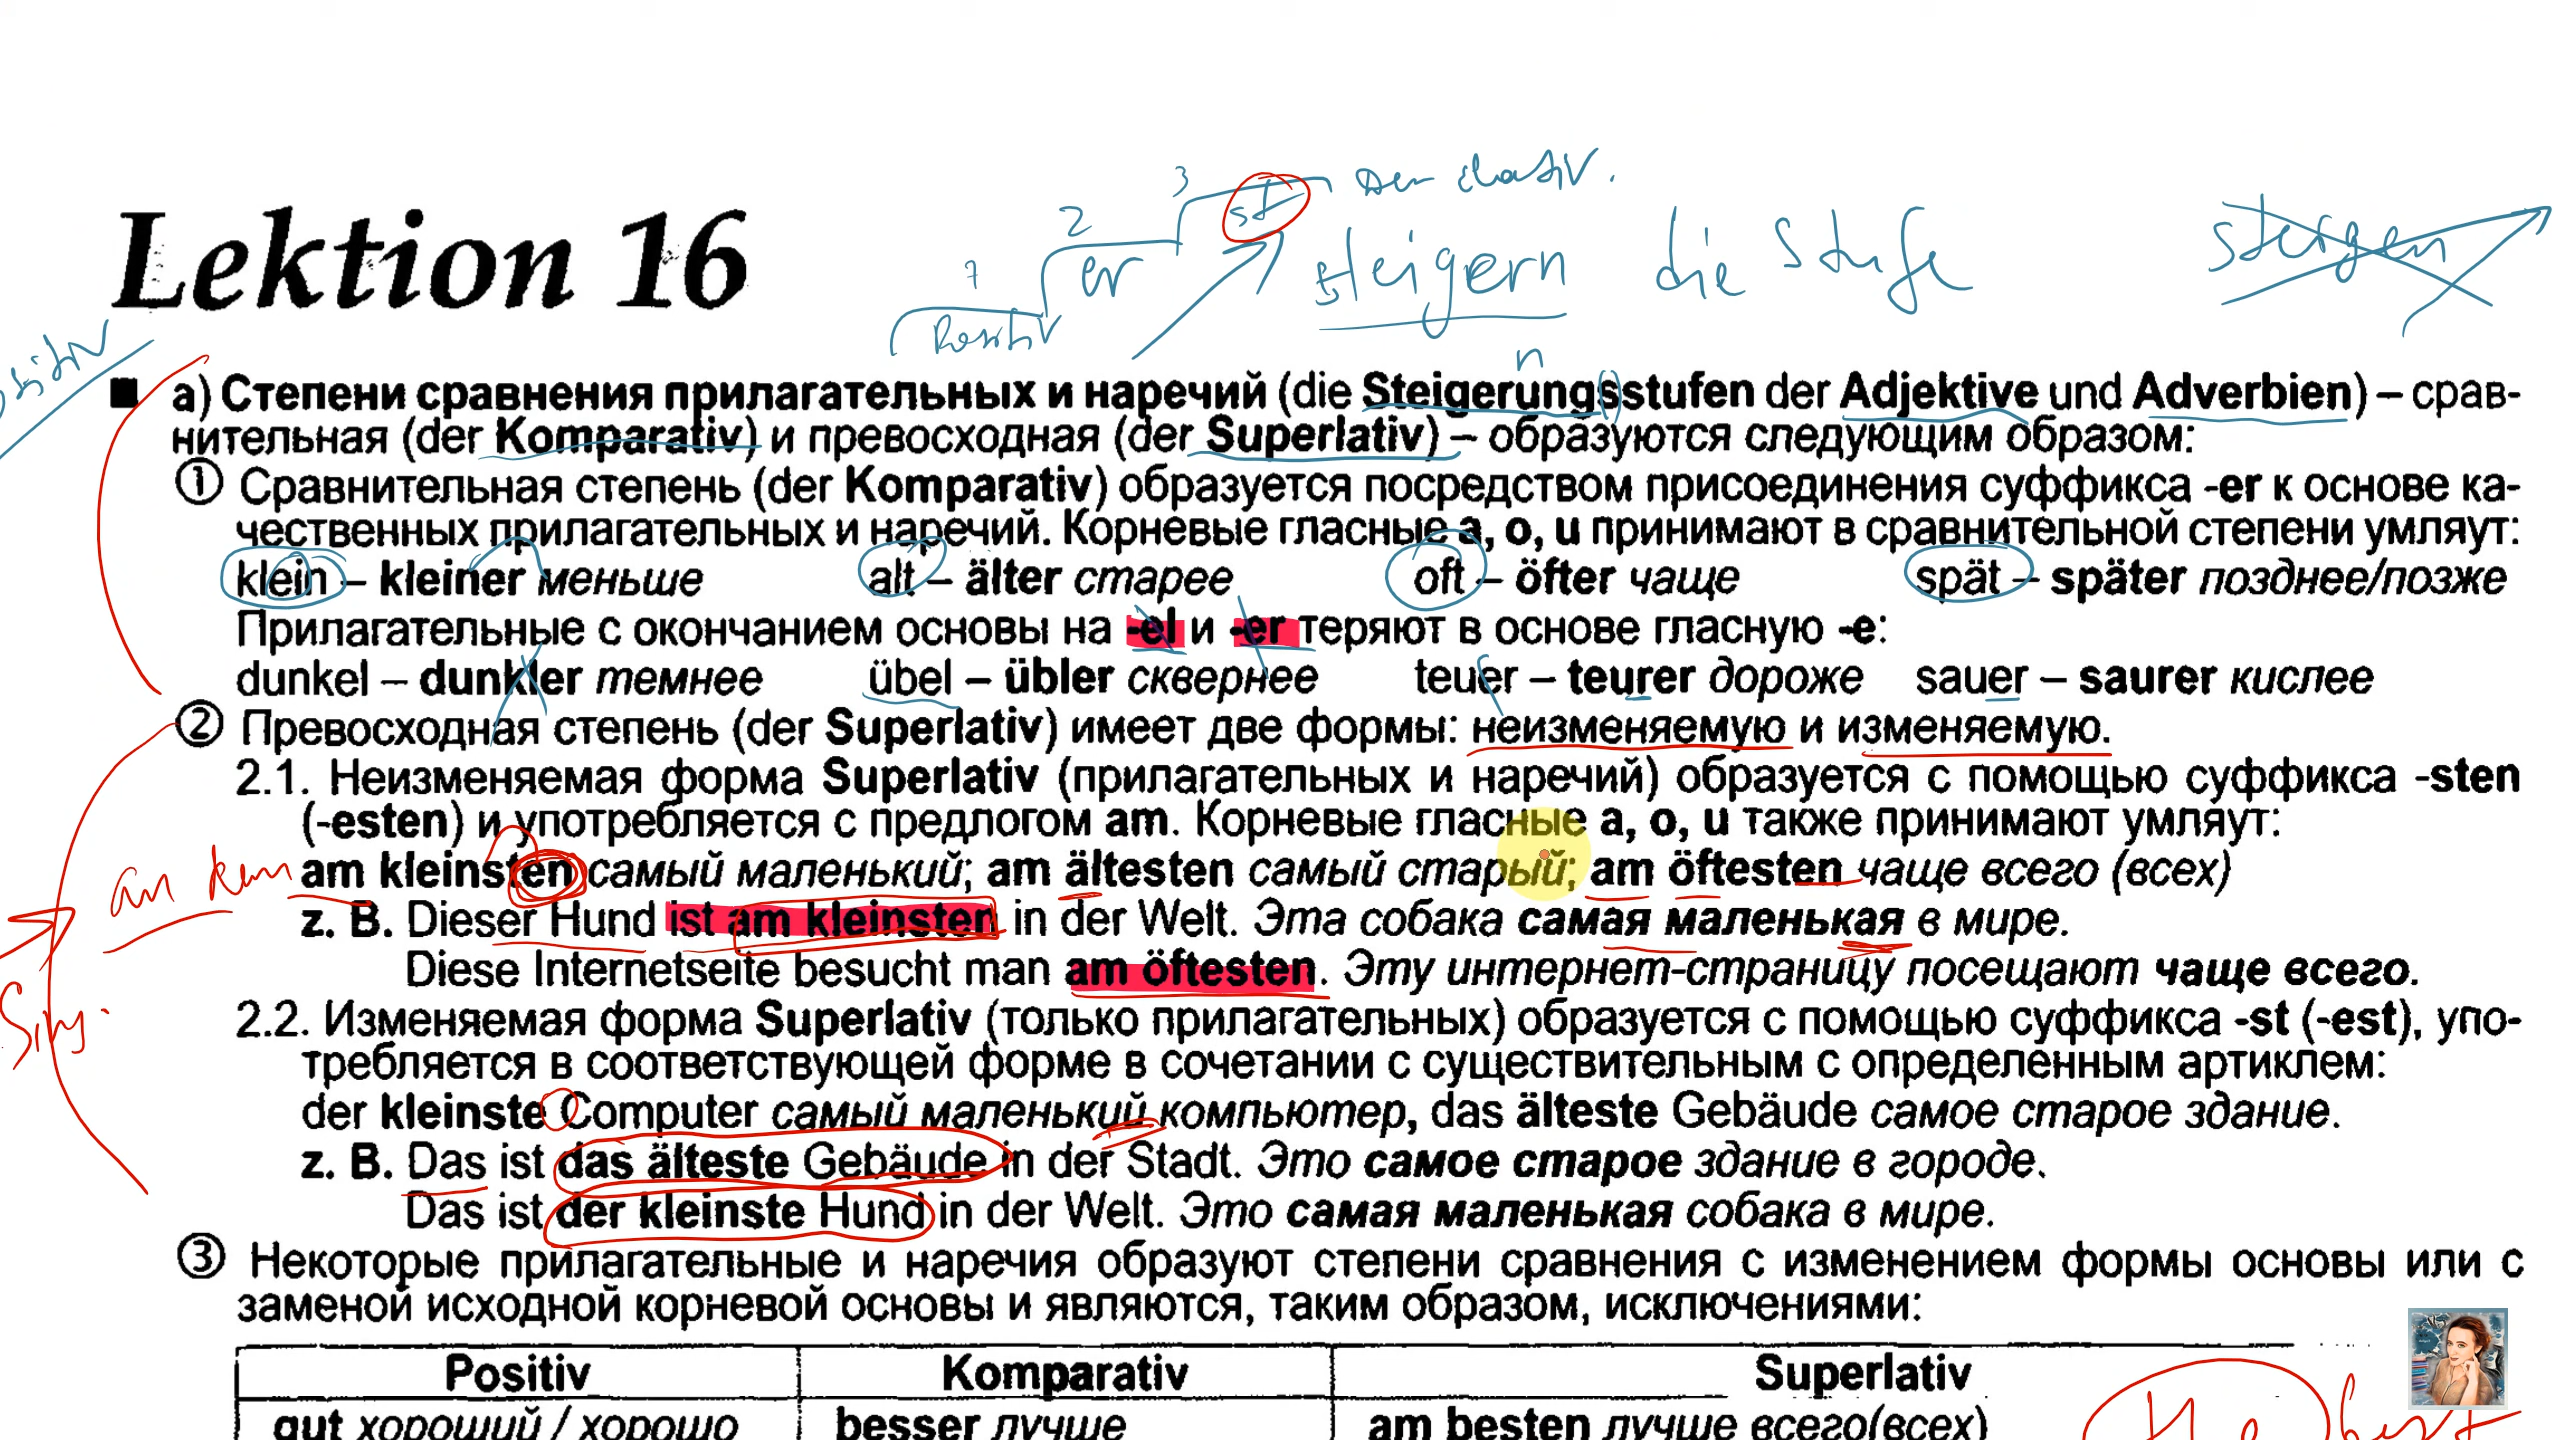 3 st der Elativ.
2 er steigern die Stufe steigen
1 Positiv
n
Lektion 16
a) Степени сравнения прилагательных и наречий (die Steigerungsstufen der Adjektive und Adverbien) – срав-
нительная (der Komparativ) и превосходная (der Superlativ) – образуются следующим образом:
① Сравнительная степень (der Komparativ) образуется посредством присоединения суффикса -er к основе ка-
чественных прилагательных и наречий. Корневые гласные a, o, u принимают в сравнительной степени умляут:
klein – kleiner меньше alt – älter старее oft – öfter чаще spät – später позднее/позже
Прилагательные с окончанием основы на -el и -er теряют в основе гласную -e:
dunkel – dunkler темнее übel – übler сквернее teuer – teurer дороже sauer – saurer кислее
② Превосходная степень (der Superlativ) имеет две формы: неизменяемую и изменяемую.
2.1. Неизменяемая форма Superlativ (прилагательных и наречий) образуется с помощью суффикса -sten
(-esten) и употребляется с предлогом am. Корневые гласные a, o, u также принимают умляут:
am kleinsten самый маленький; am ältesten самый старый; am öftesten чаще всего (всех)
z. B. Dieser Hund ist am kleinsten in der Welt. Эта собака самая маленькая в мире.
Diese Internetseite besucht man am öftesten. Эту интернет-страницу посещают чаще всего.
2.2. Изменяемая форма Superlativ (только прилагательных) образуется с помощью суффикса -st (-est), упо-
требляется в соответствующей форме в сочетании с существительным с определенным артиклем:
der kleinste Computer самый маленький компьютер, das älteste Gebäude самое старое здание.
z. B. Das ist das älteste Gebäude in der Stadt. Это самое старое здание в городе.
Das ist der kleinste Hund in der Welt. Это самая маленькая собака в мире.
③ Некоторые прилагательные и наречия образуют степени сравнения с изменением формы основы или с
заменой исходной корневой основы и являются, таким образом, исключениями:
Positiv Komparativ Superlativ
gut хороший / хорошо besser лучше am besten лучше всего(всех)